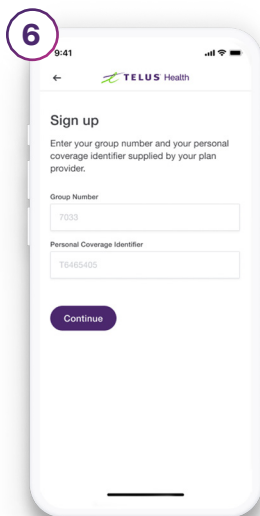 6
9:41
TELUS Health
Sign up
Enter your group number and your personal
coverage identifier supplied by your plan
provider.
Group Number
7033
Personal Coverage Identifier
T6465405
Continue